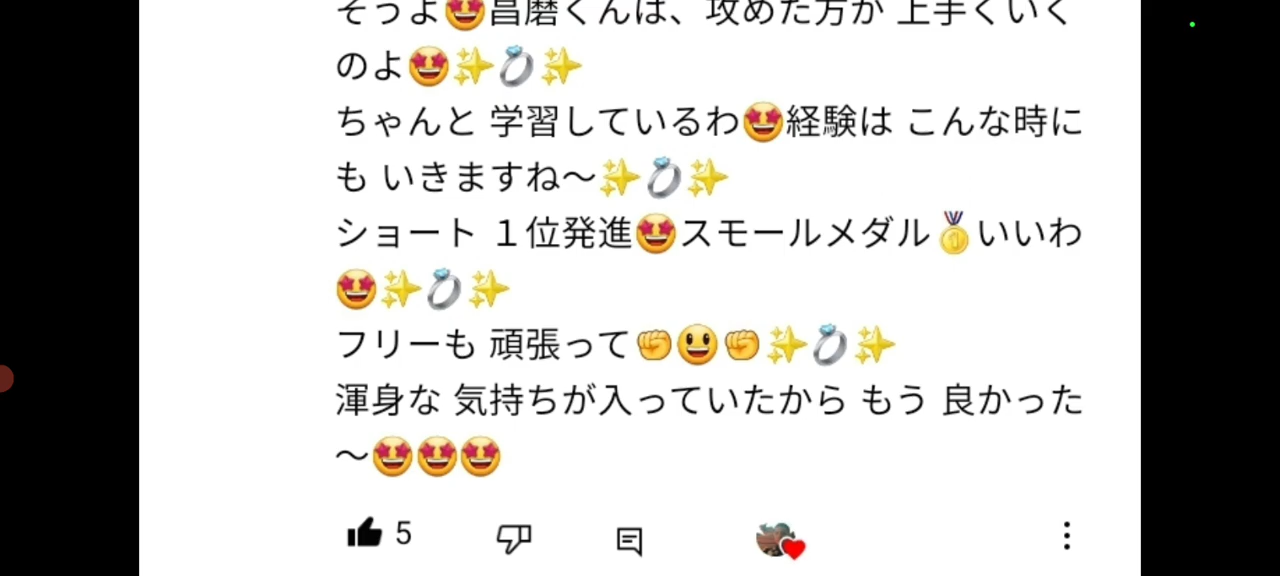 そうよ🤩昌磨くんは、攻めた方が 上手くいく
のよ🤩✨💍✨
ちゃんと 学習しているわ🤩経験は こんな時に
も いきますね〜✨💍✨
ショート １位発進🤩スモールメダル🥇いいわ
🤩✨💍✨
フリーも 頑張って✊😃✊✨💍✨
渾身な 気持ちが入っていたから もう 良かった
〜🤩🤩🤩
5